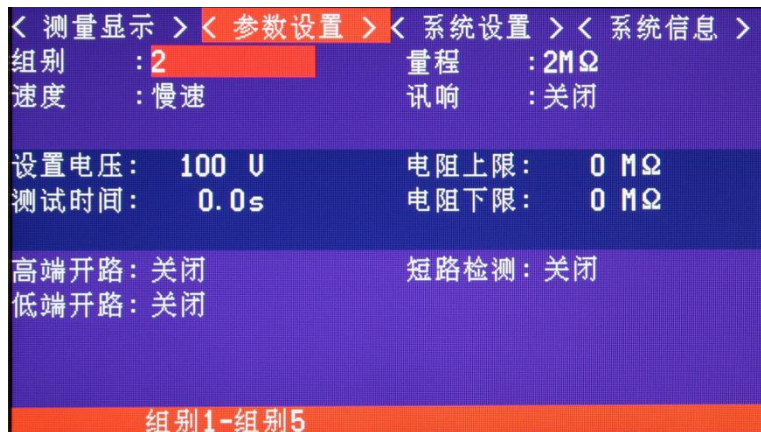 < 测量显示 > < 参数设置 > < 系统设置 > < 系统信息 >
组别 :2 量程 :2MΩ
速度 :慢速 讯响 :关闭
设置电压: 100 V 电阻上限: 0 MΩ
测试时间: 0.0s 电阻下限: 0 MΩ
高端开路:关闭 短路检测:关闭
低端开路:关闭
组别1-组别5